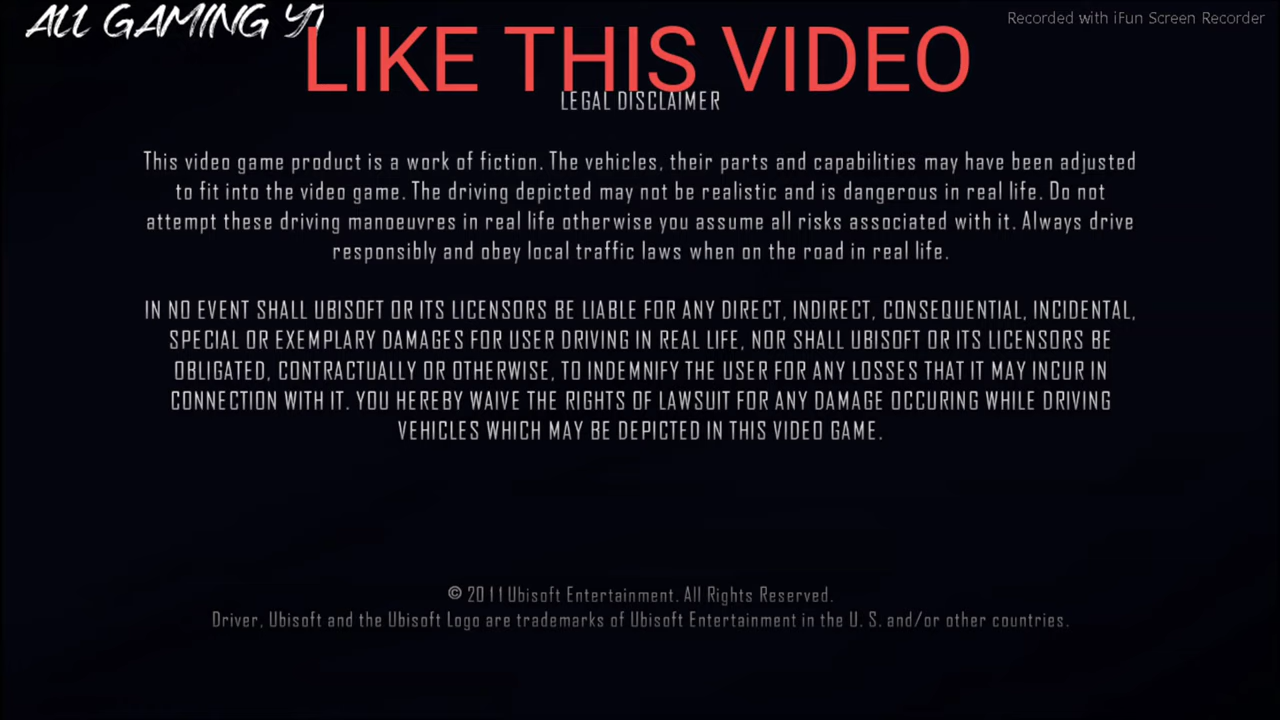 ALL GAMING YT
Recorded with iFun Screen Recorder
LIKE THIS VIDEO
LEGAL DISCLAIMER
This video game product is a work of fiction. The vehicles, their parts and capabilities may have been adjusted
to fit into the video game. The driving depicted may not be realistic and is dangerous in real life. Do not
attempt these driving manoeuvres in real life otherwise you assume all risks associated with it. Always drive
responsibly and obey local traffic laws when on the road in real life.
IN NO EVENT SHALL UBISOFT OR ITS LICENSORS BE LIABLE FOR ANY DIRECT, INDIRECT, CONSEQUENTIAL, INCIDENTAL,
SPECIAL OR EXEMPLARY DAMAGES FOR USER DRIVING IN REAL LIFE, NOR SHALL UBISOFT OR ITS LICENSORS BE
OBLIGATED, CONTRACTUALLY OR OTHERWISE, TO INDEMNIFY THE USER FOR ANY LOSSES THAT IT MAY INCUR IN
CONNECTION WITH IT. YOU HEREBY WAIVE THE RIGHTS OF LAWSUIT FOR ANY DAMAGE OCCURING WHILE DRIVING
VEHICLES WHICH MAY BE DEPICTED IN THIS VIDEO GAME.
© 2011 Ubisoft Entertainment. All Rights Reserved.
Driver, Ubisoft and the Ubisoft Logo are trademarks of Ubisoft Entertainment in the U. S. and/or other countries.